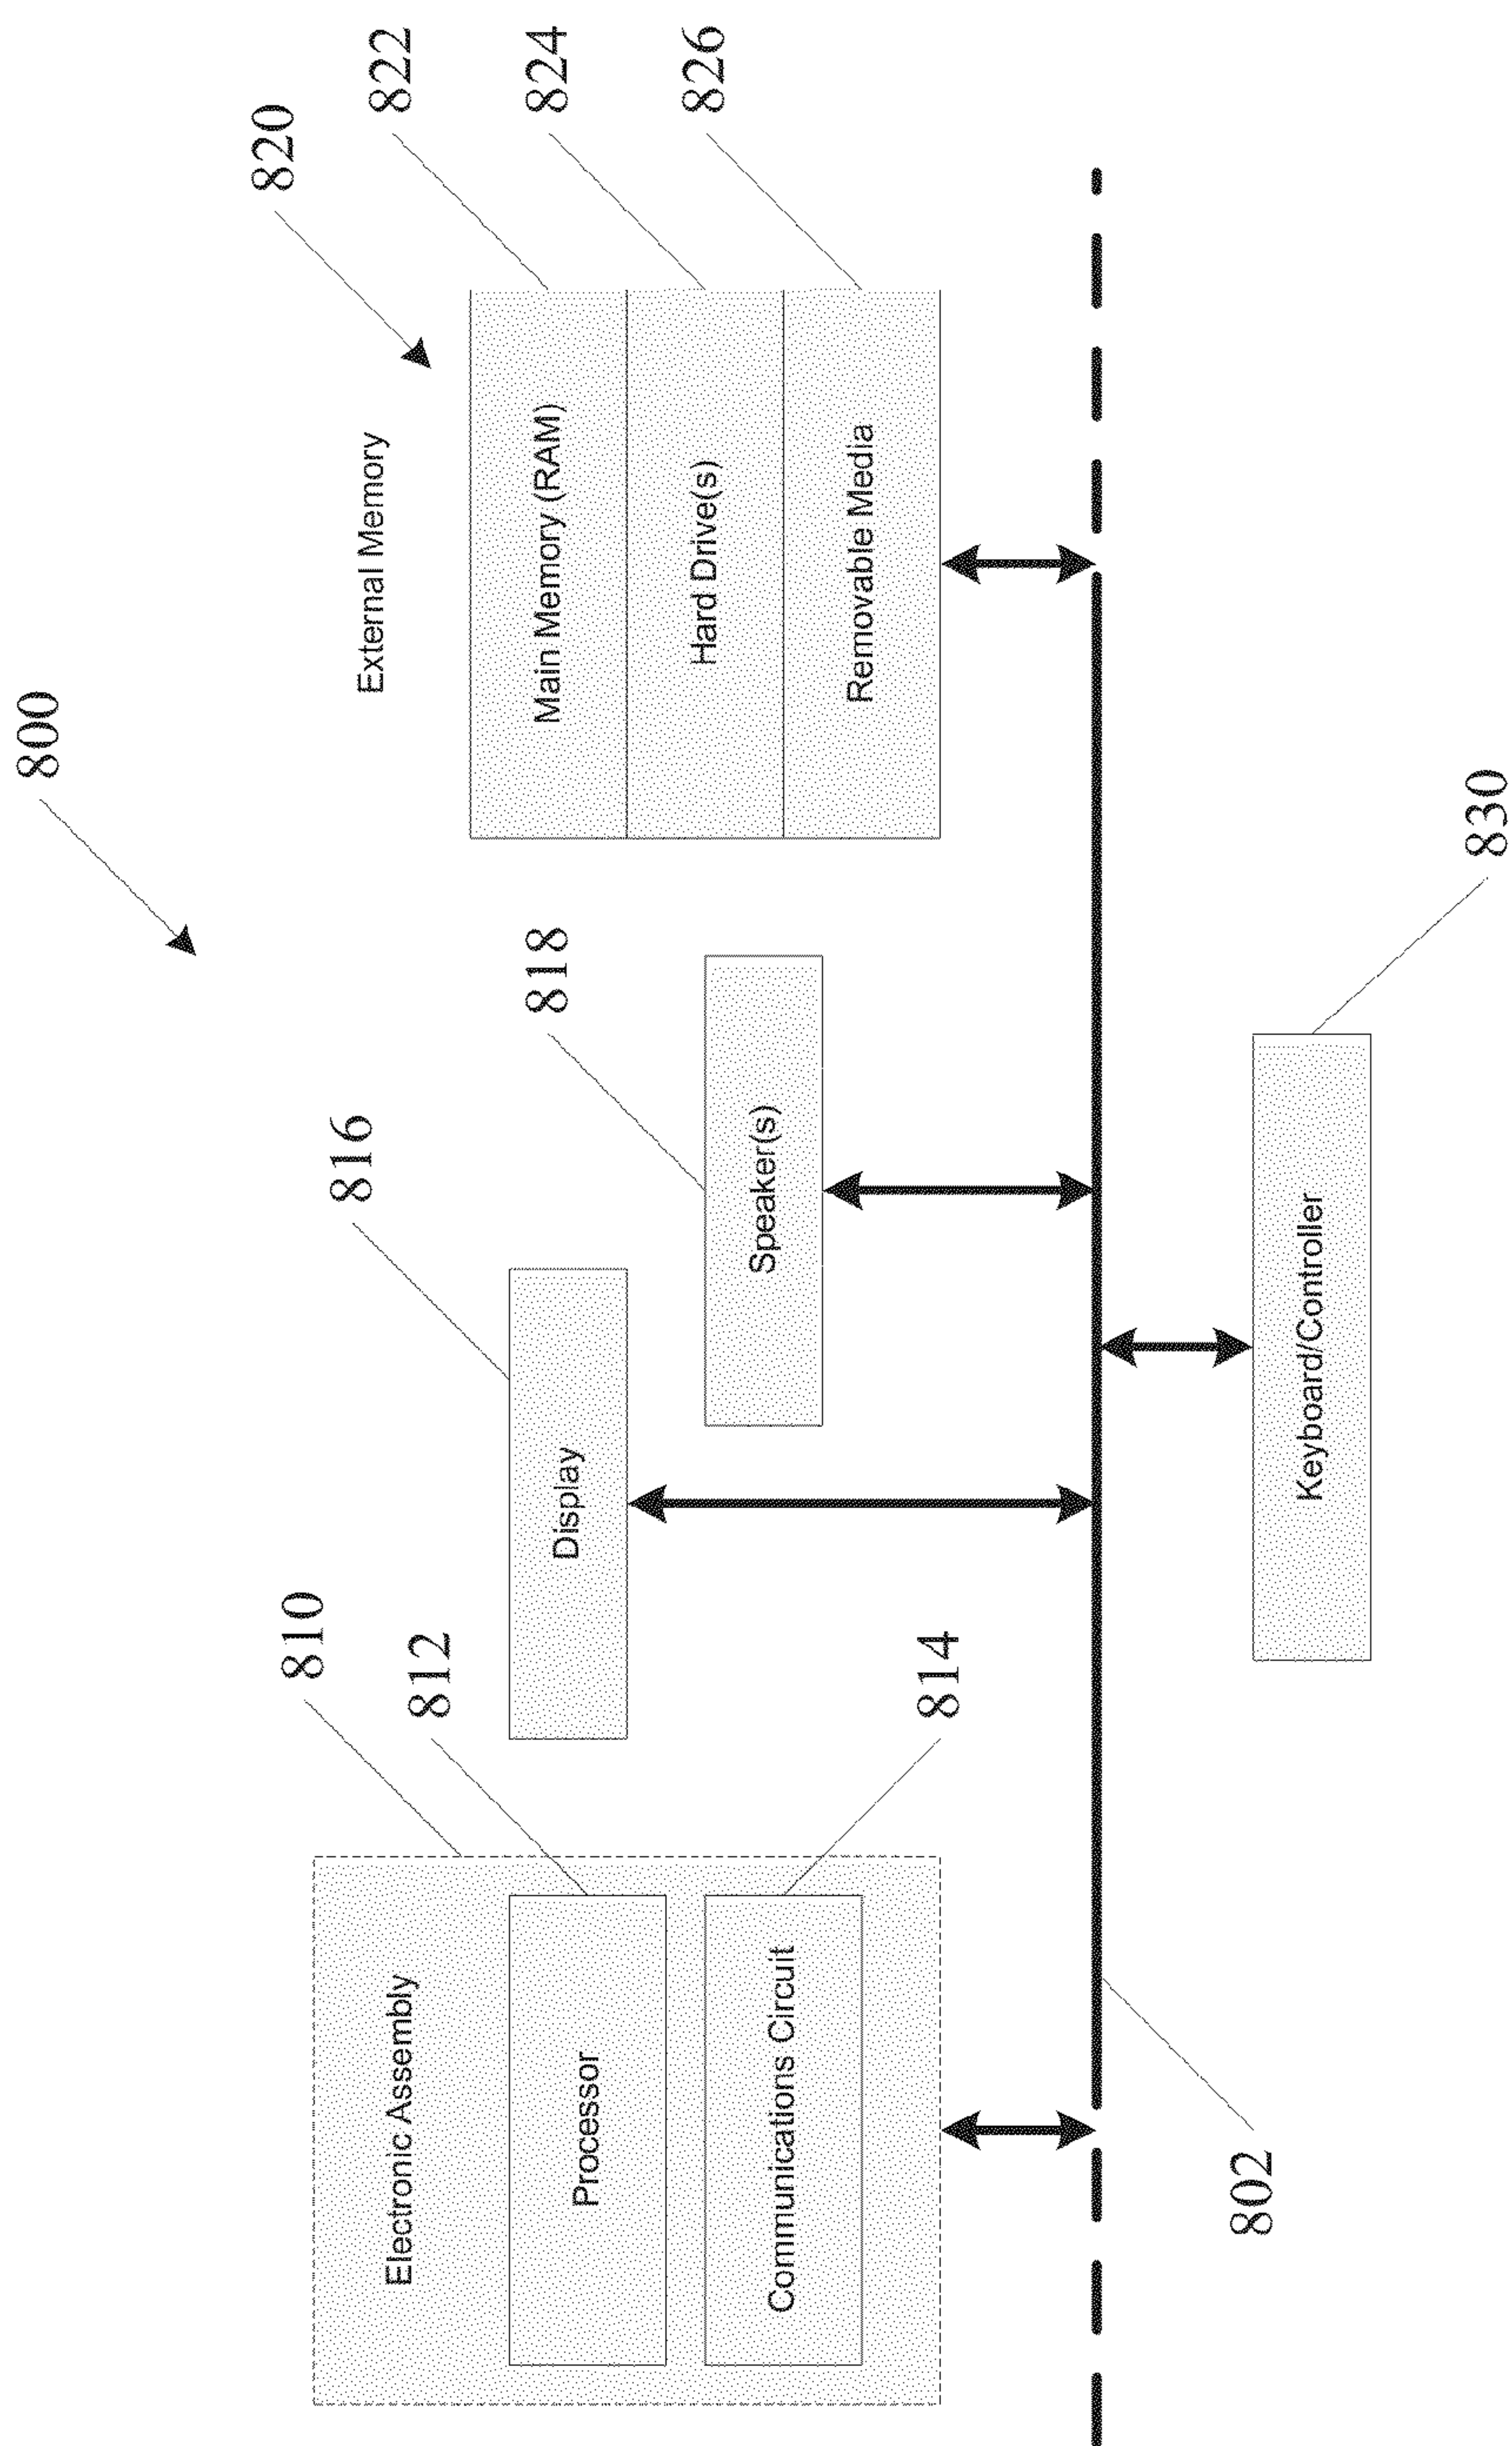 800
External Memory
820
Main Memory (RAM)
822
Hard Drive(s)
824
Removable Media
826
Electronic Assembly
810
Processor
812
Communications Circuit
814
Display
816
Speaker(s)
818
802
Keyboard/Controller
830